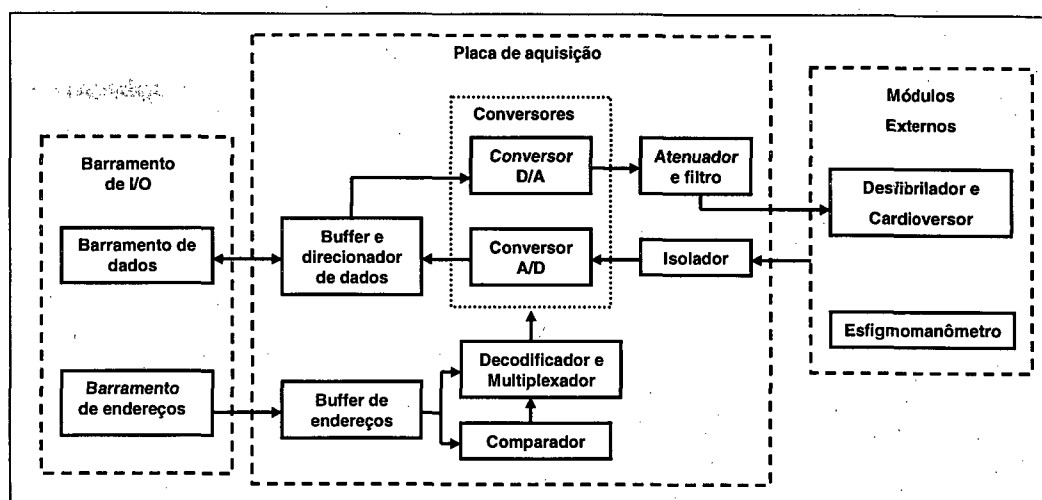 Placa de aquisição
Módulos
Externos
Conversores
Conversor
D/A
Atenuador
e filtro
Barramento
de I/O
Desfibrilador e
Cardioversor
Barramento de
dados
Buffer e
direcionador
de dados
Conversor
A/D
Isolador
Esfigmomanômetro
Decodificador e
Multiplexador
Barramento
de endereços
Buffer de
endereços
Comparador